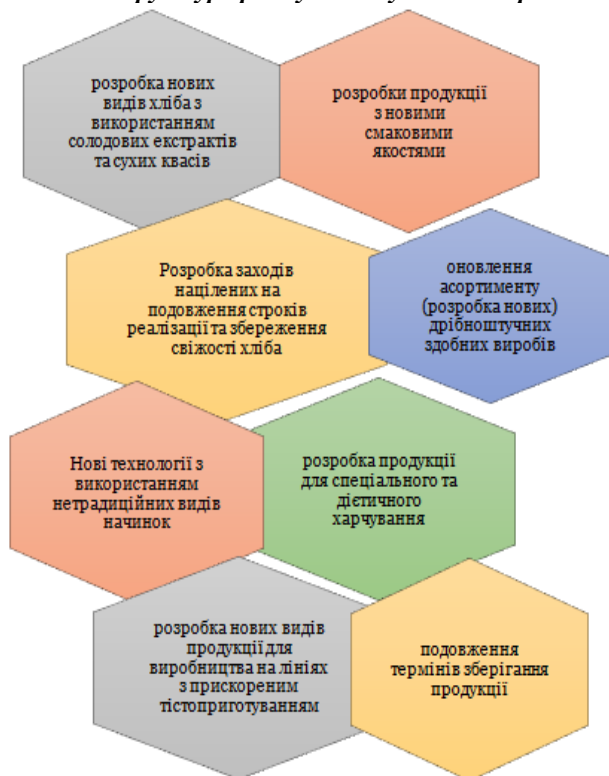 розробка нових
видів хліба з
використанням
солодових екстрактів
та сухих квасів
розробки продукції
з новими
смаковими
якостями
Розробка заходів
націлених на
подовження строків
реалізації та збереження
свіжості хліба
оновлення
асортименту
(розробка нових)
дрібноштучних
здобних виробів
Нові технології з
використанням
нетрадиційних видів
начинок
розробка продукції
для спеціального та
дієтичного
харчування
розробка нових видів
продукції для
виробництва на лініях
з прискореним
тістоприготуванням
подовження
термінів зберігання
продукції